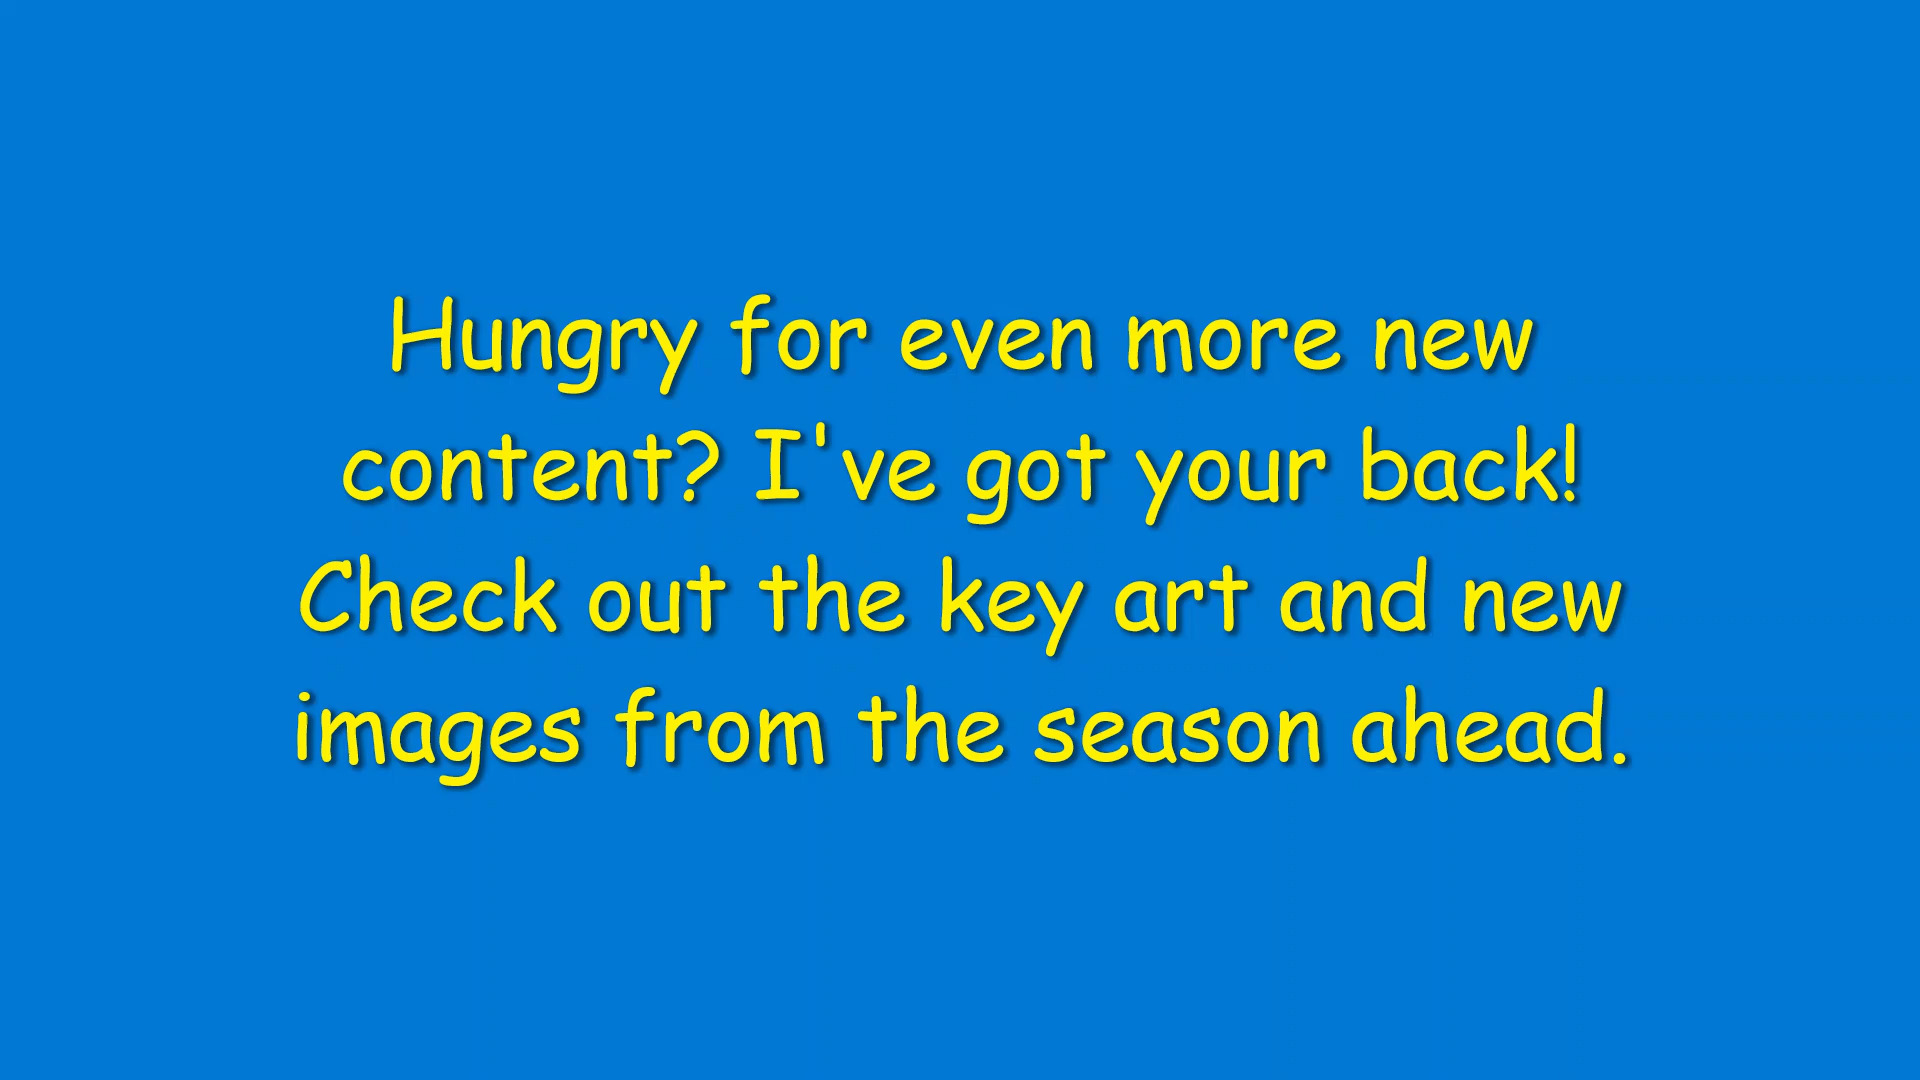 Hungry for even more new
content? I've got your back!
Check out the key art and new
images from the season ahead.